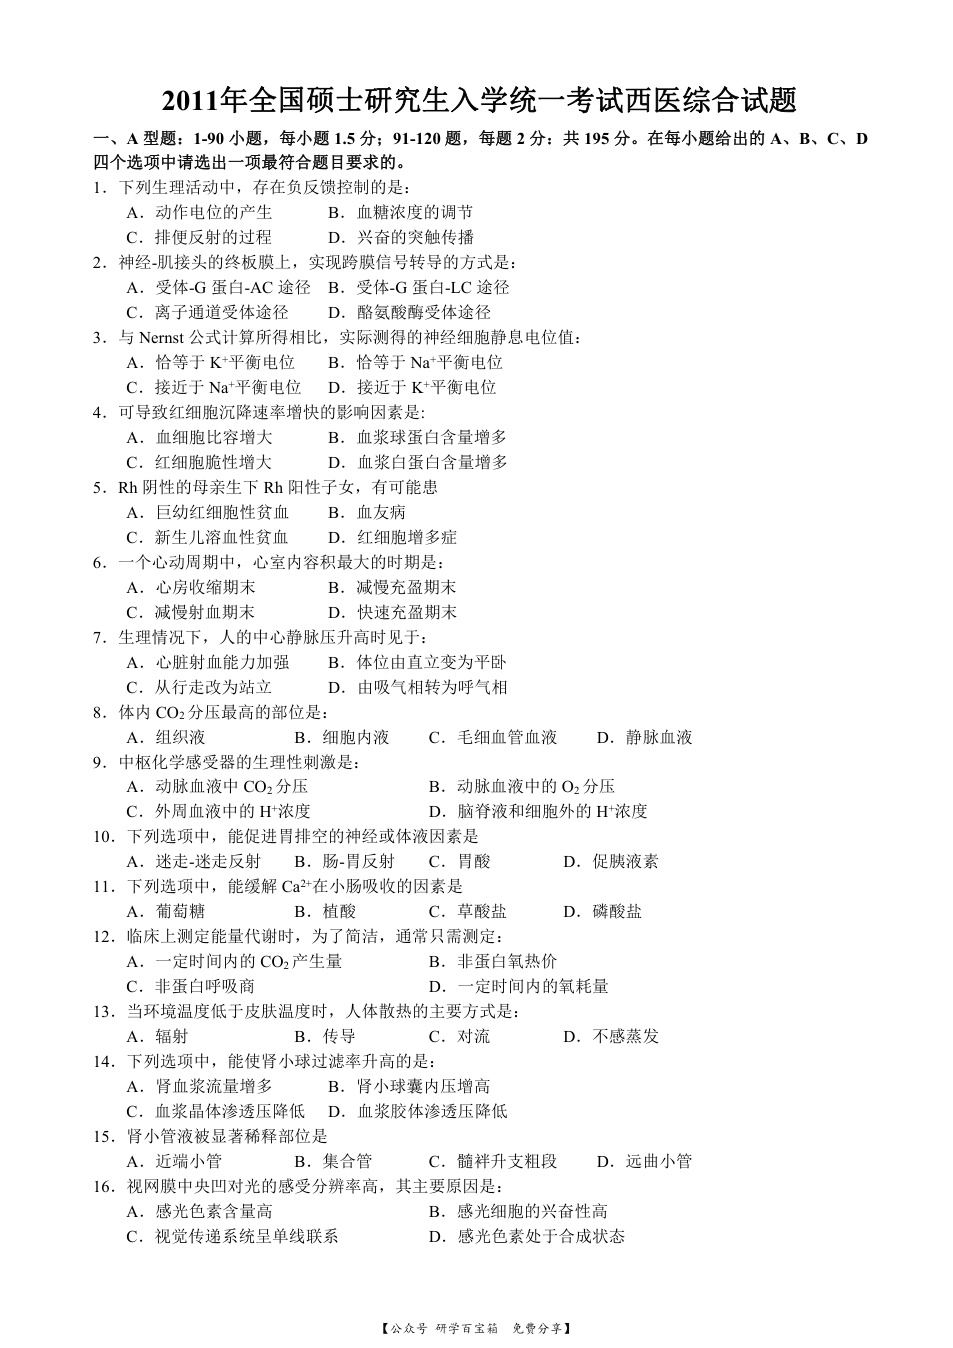 2011年全国硕士研究生入学统一考试西医综合试题
一、A 型题：1-90 小题，每小题 1.5 分；91-120 题，每题 2 分：共 195 分。在每小题给出的 A、B、C、D
四个选项中请选出一项最符合题目要求的。
1．下列生理活动中，存在负反馈控制的是：
A．动作电位的产生 B．血糖浓度的调节
C．排便反射的过程 D．兴奋的突触传播
2．神经-肌接头的终板膜上，实现跨膜信号转导的方式是：
A．受体-G 蛋白-AC 途径 B．受体-G 蛋白-LC 途径
C．离子通道受体途径 D．酪氨酸酶受体途径
3．与 Nernst 公式计算所得相比，实际测得的神经细胞静息电位值：
A．恰等于 K⁺平衡电位 B．恰等于 Na⁺平衡电位
C．接近于 Na⁺平衡电位 D．接近于 K⁺平衡电位
4．可导致红细胞沉降速率增快的影响因素是:
A．血细胞比容增大 B．血浆球蛋白含量增多
C．红细胞脆性增大 D．血浆白蛋白含量增多
5．Rh 阴性的母亲生下 Rh 阳性子女，有可能患
A．巨幼红细胞性贫血 B．血友病
C．新生儿溶血性贫血 D．红细胞增多症
6．一个心动周期中，心室内容积最大的时期是：
A．心房收缩期末 B．减慢充盈期末
C．减慢射血期末 D．快速充盈期末
7．生理情况下，人的中心静脉压升高时见于：
A．心脏射血能力加强 B．体位由直立变为平卧
C．从行走改为站立 D．由吸气相转为呼气相
8．体内 CO₂ 分压最高的部位是：
A．组织液 B．细胞内液 C．毛细血管血液 D．静脉血液
9．中枢化学感受器的生理性刺激是：
A．动脉血液中 CO₂ 分压 B．动脉血液中的 O₂ 分压
C．外周血液中的 H⁺浓度 D．脑脊液和细胞外的 H⁺浓度
10．下列选项中，能促进胃排空的神经或体液因素是
A．迷走-迷走反射 B．肠-胃反射 C．胃酸 D．促胰液素
11．下列选项中，能缓解 Ca²⁺在小肠吸收的因素是
A．葡萄糖 B．植酸 C．草酸盐 D．磷酸盐
12．临床上测定能量代谢时，为了简洁，通常只需测定：
A．一定时间内的 CO₂ 产生量 B．非蛋白氧热价
C．非蛋白呼吸商 D．一定时间内的氧耗量
13．当环境温度低于皮肤温度时，人体散热的主要方式是：
A．辐射 B．传导 C．对流 D．不感蒸发
14．下列选项中，能使肾小球过滤率升高的是：
A．肾血浆流量增多 B．肾小球囊内压增高
C．血浆晶体渗透压降低 D．血浆胶体渗透压降低
15．肾小管液被显著稀释部位是
A．近端小管 B．集合管 C．髓袢升支粗段 D．远曲小管
16．视网膜中央凹对光的感受分辨率高，其主要原因是：
A．感光色素含量高 B．感光细胞的兴奋性高
C．视觉传递系统呈单线联系 D．感光色素处于合成状态
【公众号 研学百宝箱 免费分享】